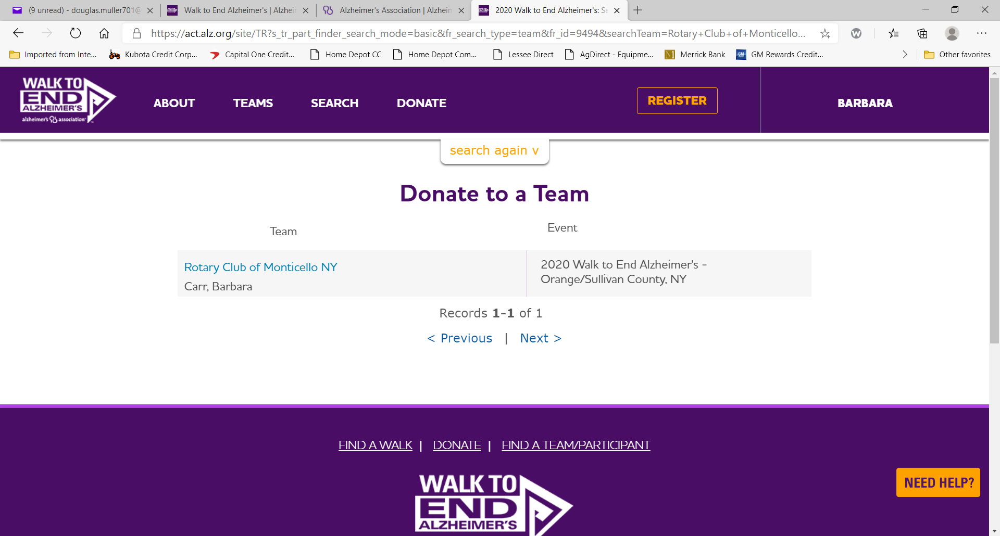 (9 unread) - douglas.muller701@
Walk to End Alzheimer's | Alzhei
Alzheimer's Association | Alzhein
2020 Walk to End Alzheimer's: Se
https://act.alz.org/site/TR?s_tr_part_finder_search_mode=basic&fr_search_type=team&fr_id=9494&searchTeam=Rotary+Club+of+Monticello...
Imported from Inte... Kubota Credit Corp... Capital One Credit... Home Depot CC Home Depot Com... Lessee Direct AgDirect - Equipme... Merrick Bank GM Rewards Credit... Other favorites
WALK TO
END
ALZHEIMER'S
alzheimer's association
ABOUT TEAMS SEARCH DONATE REGISTER BARBARA
search again v
Donate to a Team
Team Event
Rotary Club of Monticello NY
Carr, Barbara
2020 Walk to End Alzheimer's -
Orange/Sullivan County, NY
Records 1-1 of 1
< Previous | Next >
FIND A WALK | DONATE | FIND A TEAM/PARTICIPANT
NEED HELP?
WALK TO
END
ALZHEIMER'S